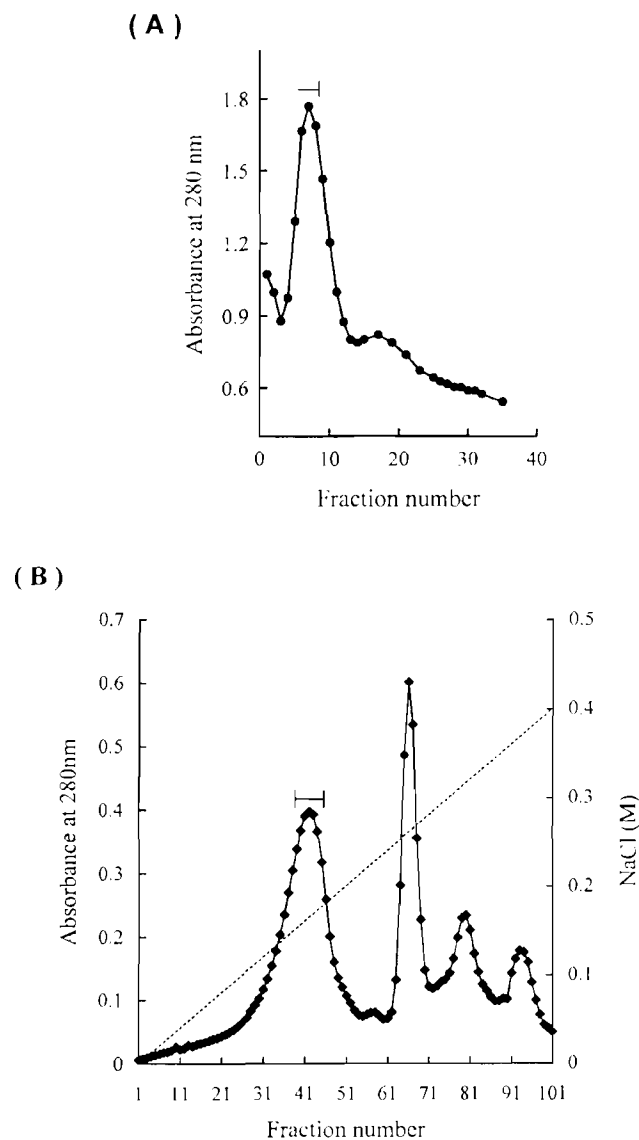 ( A )
1.8
1.5
1.2
0.9
0.6
Absorbance at 280 nm
0 10 20 30 40
Fraction number
( B )
0.7
0.6
0.5
0.4
0.3
0.2
0.1
0
Absorbance at 280nm
0.5
0.4
0.3
0.2
0.1
0
NaCl (M)
1 11 21 31 41 51 61 71 81 91 101
Fraction number